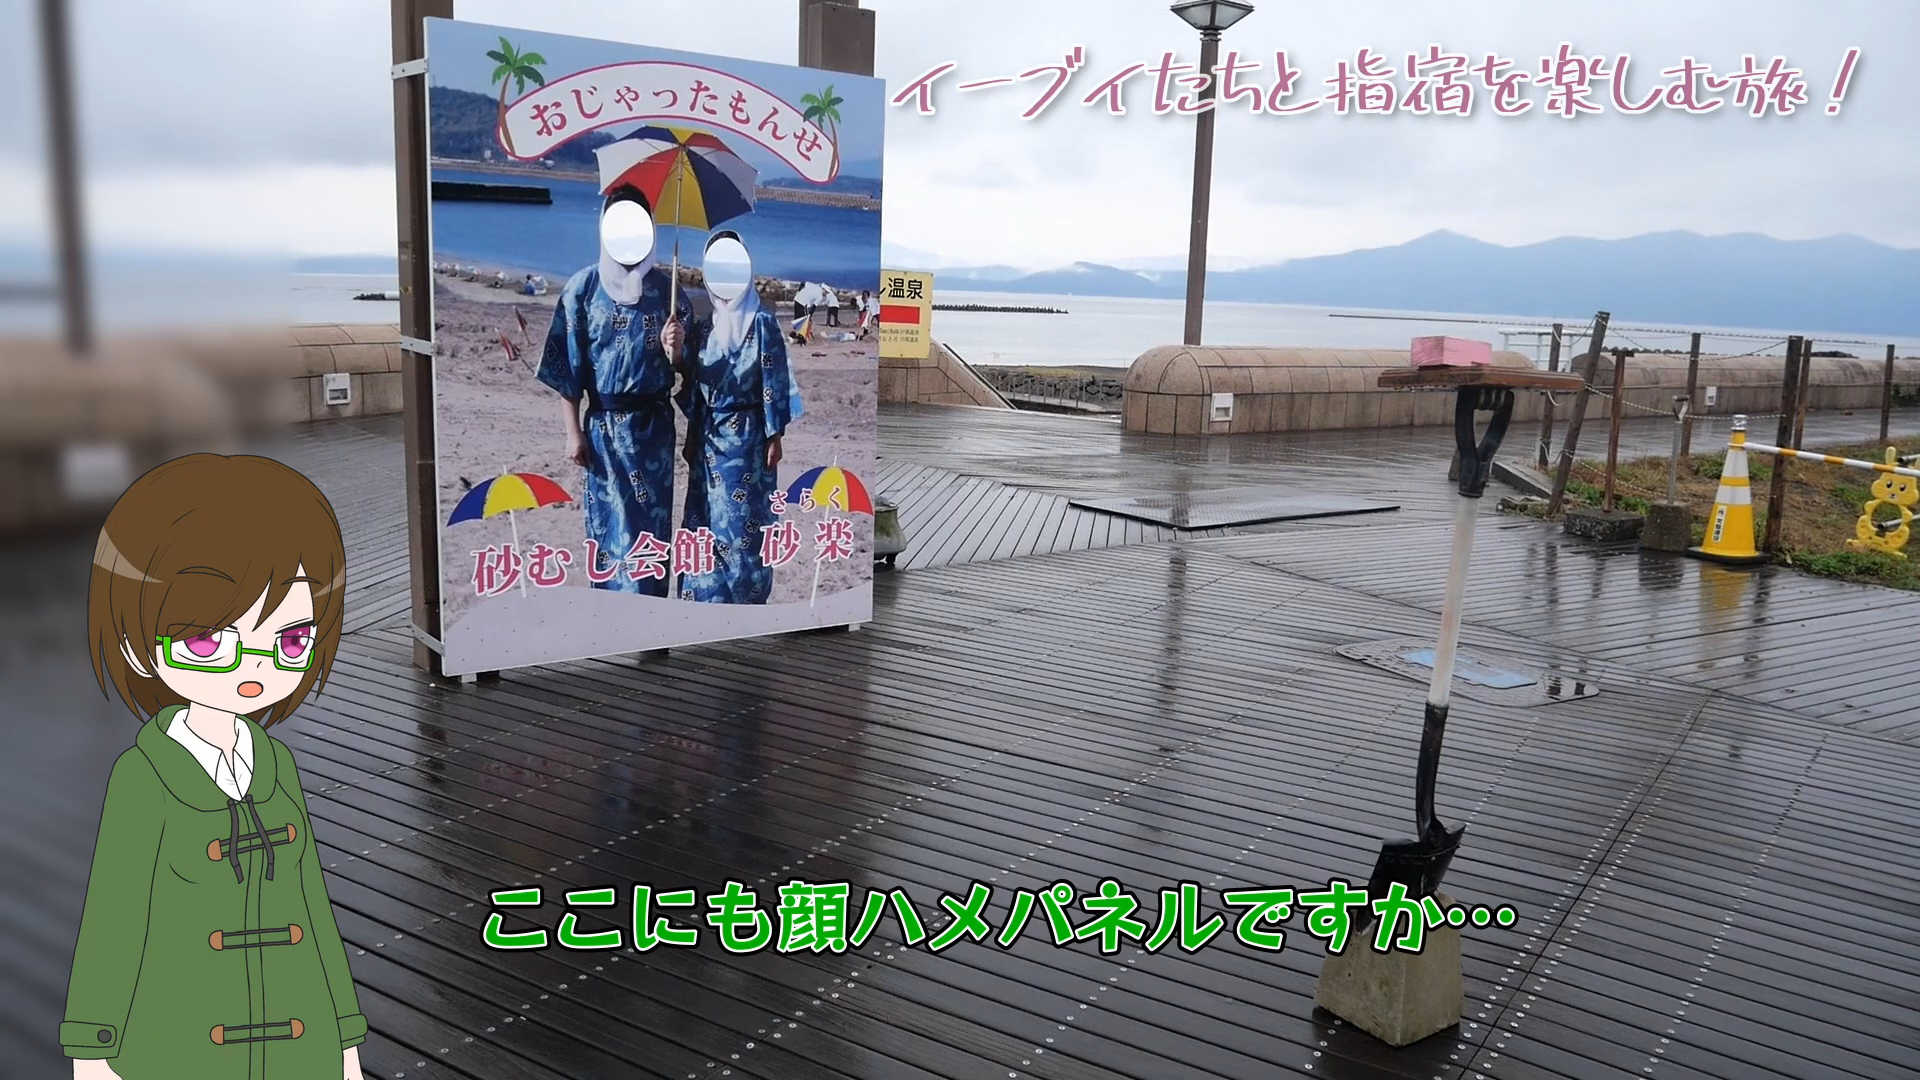 イーブイたちと指宿を楽しむ旅！
おじゃったもんせ
し温泉
さらく
砂むし会館 砂楽
ここにも顔ハメパネルですか…